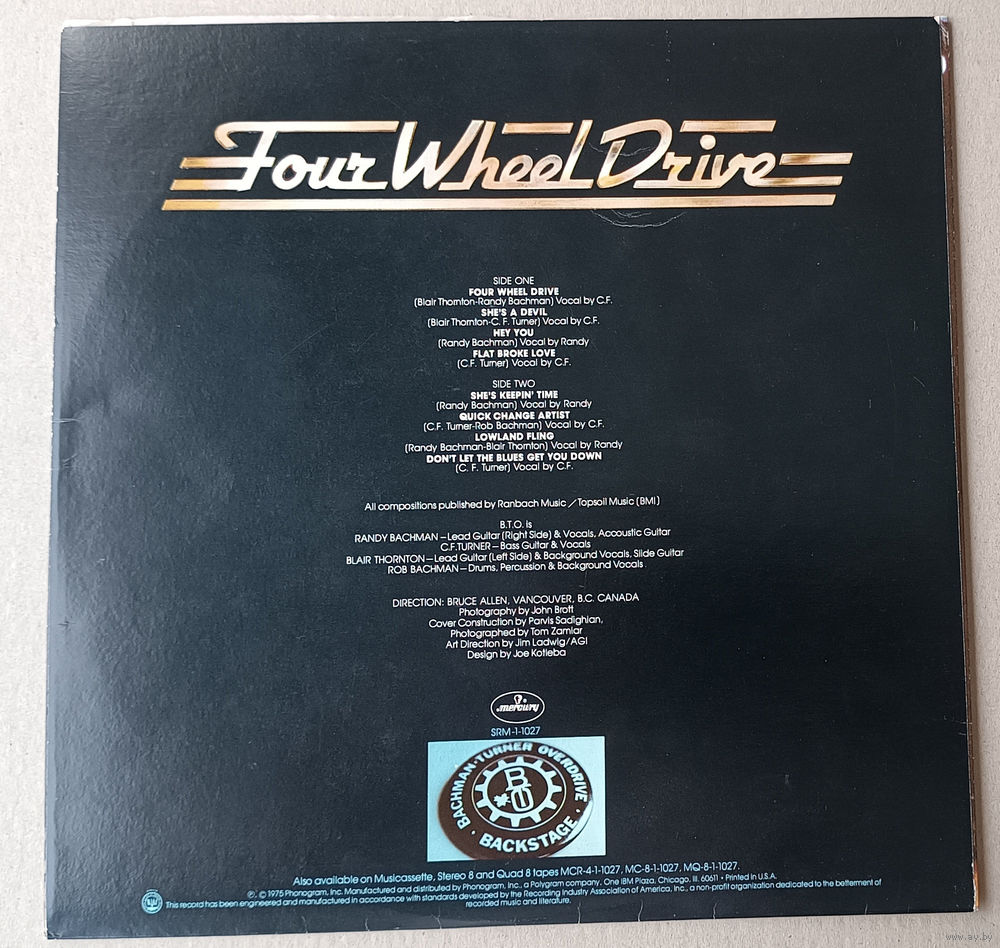 Four Wheel Drive
SIDE ONE
FOUR WHEEL DRIVE
(Blair Thornton-Randy Bachman) Vocal by C.F.
SHE'S A DEVIL
(Blair Thornton-C. F. Turner) Vocal by C.F.
HEY YOU
(Randy Bachman) Vocal by Randy
FLAT BROKE LOVE
(C.F. Turner) Vocal by C.F.
SIDE TWO
SHE'S KEEPIN' TIME
(Randy Bachman) Vocal by Randy
QUICK CHANGE ARTIST
(C.F. Turner-Rob Bachman) Vocal by C.F.
LOWLAND FLING
(Randy Bachman-Blair Thornton) Vocal by Randy
DON'T LET THE BLUES GET YOU DOWN
(C. F. Turner) Vocal by C.F.
All compositions published by Ranbach Music / Topsoil Music (BMI)
B.T.O. is
RANDY BACHMAN – Lead Guitar (Right Side) & Vocals, Accoustic Guitar
C.F.TURNER – Bass Guitar & Vocals
BLAIR THORNTON – Lead Guitar (Left Side) & Background Vocals, Slide Guitar
ROB BACHMAN – Drums, Percussion & Background Vocals
DIRECTION: BRUCE ALLEN, VANCOUVER, B.C. CANADA
Photography by John Brott
Cover Construction by Parvis Sadighian,
Photographed by Tom Zamiar
Art Direction by Jim Ladwig/AGI
Design by Joe Kotleba
mercury
SRM-1-1027
BACHMAN-TURNER OVERDRIVE
BTO
BACKSTAGE
Also available on Musicassette, Stereo 8 and Quad 8 tapes MCR-4-1-1027, MC-8-1-1027, MQ-8-1-1027.
℗ © 1975 Phonogram, Inc. Manufactured and distributed by Phonogram, Inc., a Polygram company, One IBM Plaza, Chicago, Ill. 60611 • Printed in U.S.A.
This record has been engineered and manufactured in accordance with standards developed by the Recording Industry Association of America, Inc., a non-profit organization dedicated to the betterment of
recorded music and literature.
www.ay.by